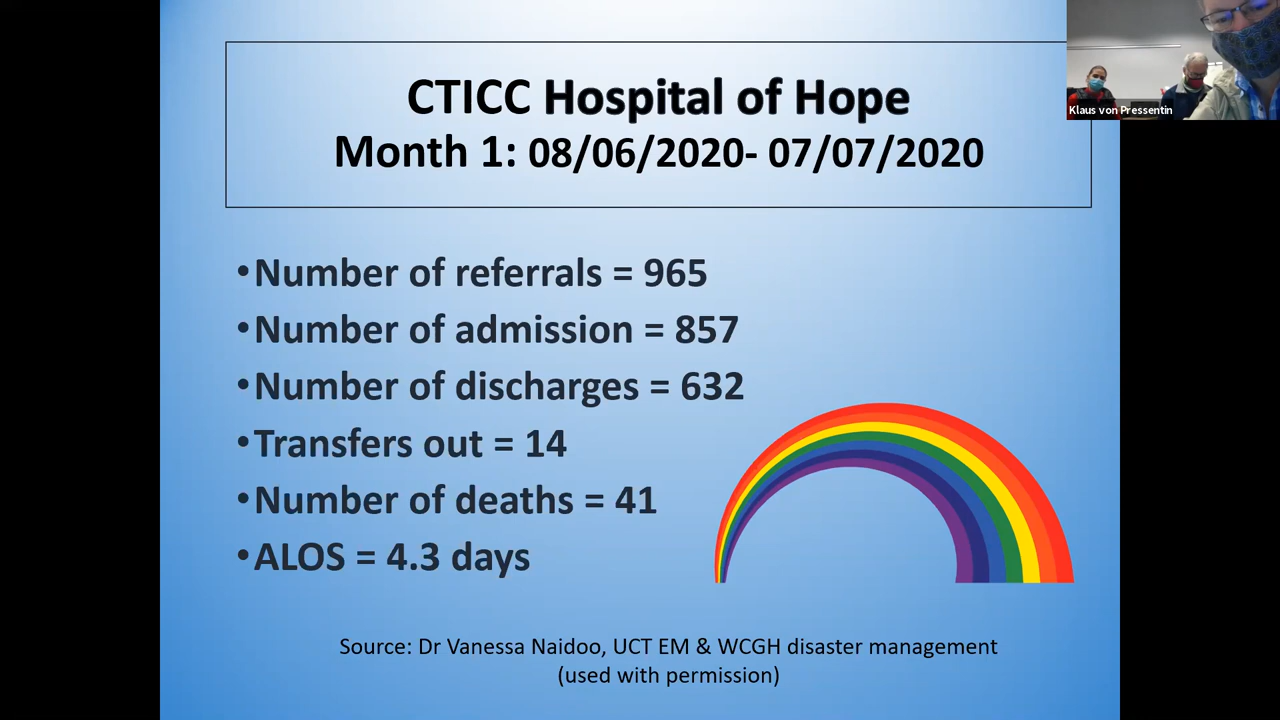 CTICC Hospital of Hope
Month 1: 08/06/2020- 07/07/2020
Klaus von Pressentin
•Number of referrals = 965
•Number of admission = 857
•Number of discharges = 632
•Transfers out = 14
•Number of deaths = 41
•ALOS = 4.3 days
Source: Dr Vanessa Naidoo, UCT EM & WCGH disaster management
(used with permission)